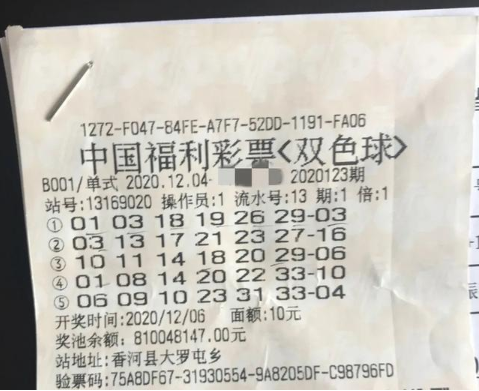 1272-F047-84FE-A7F7-52DD-1191-FA06
中国福利彩票<双色球>
B001/单式 2020.12.04- 2020123期
站号:13169020 操作员:1 流水号:13 期:1 倍:1
① 01 03 18 19 26 29-03
② 03 13 17 21 23 27-16
③ 10 11 14 18 20 29-06
④ 01 08 14 20 22 33-10
⑤ 06 09 10 23 31 33-04
开奖时间:2020/12/06 面额:10元
奖池余额: 810048147.00元
站地址:香河县大罗屯乡
验票码:75A8DF67-31930554-9A8205DF-C98796FD